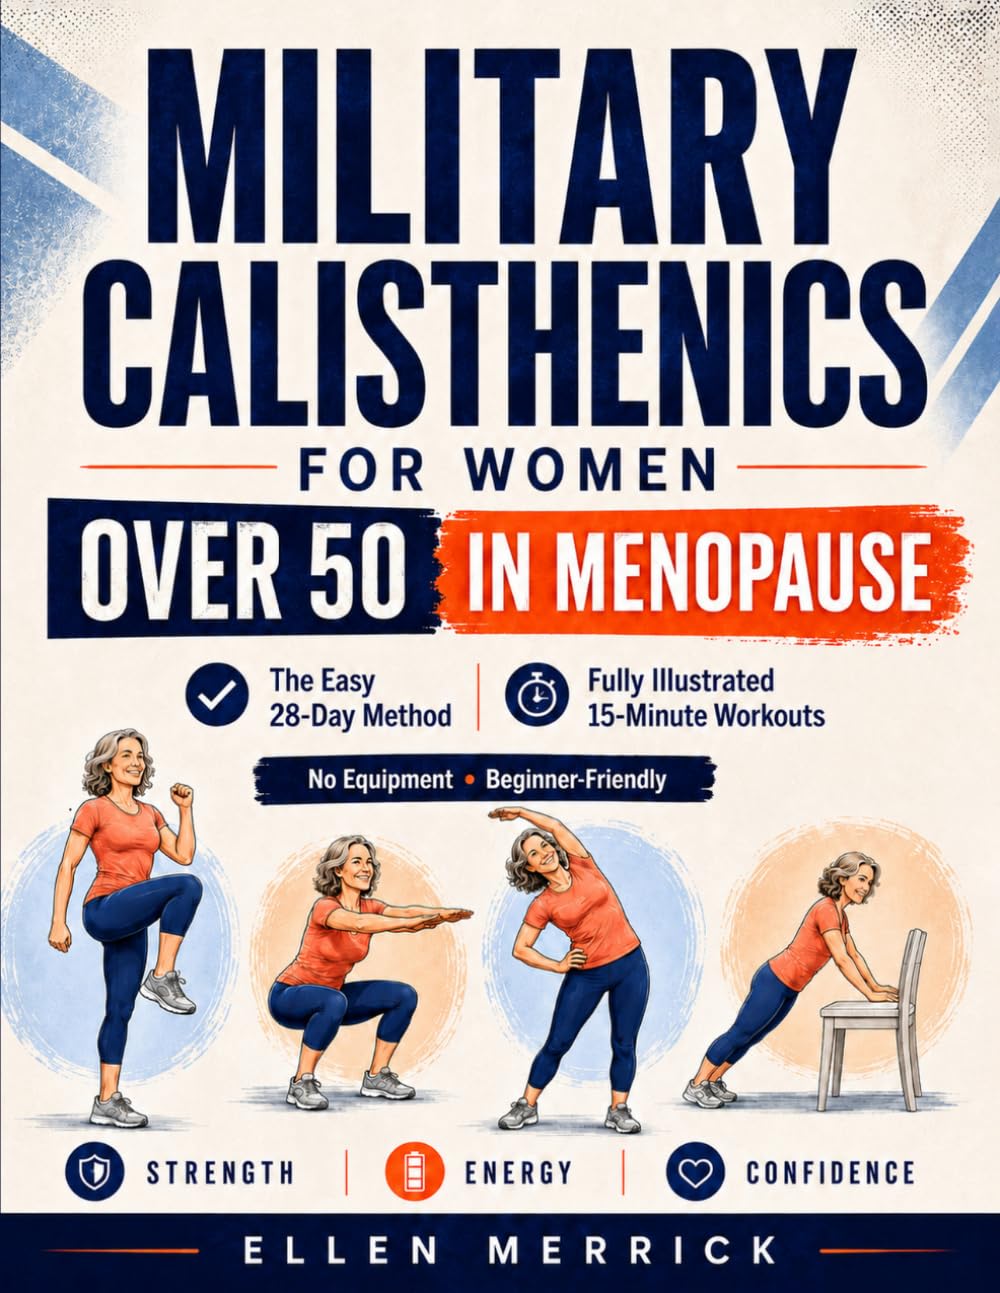 MILITARY
CALISTHENICS
FOR WOMEN
OVER 50 IN MENOPAUSE
The Easy
28-Day Method
Fully Illustrated
15-Minute Workouts
No Equipment • Beginner-Friendly
STRENGTH
ENERGY
CONFIDENCE
ELLEN MERRICK